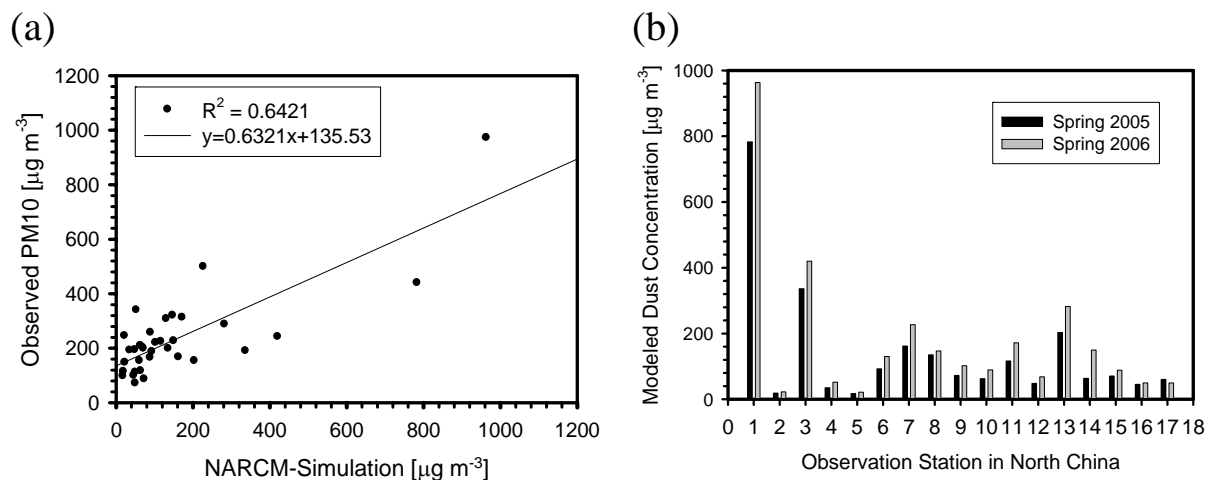 (a)
1200
1000
800
600
400
200
0
Observed PM10 [μg m-3]
R2 = 0.6421
y=0.6321x+135.53
0 200 400 600 800 1000 1200
NARCM-Simulation [μg m-3]
(b)
1000
800
600
400
200
0
Modeled Dust Concentration [μg m-3]
Spring 2005
Spring 2006
0 1 2 3 4 5 6 7 8 9 10 11 12 13 14 15 16 17 18
Observation Station in North China